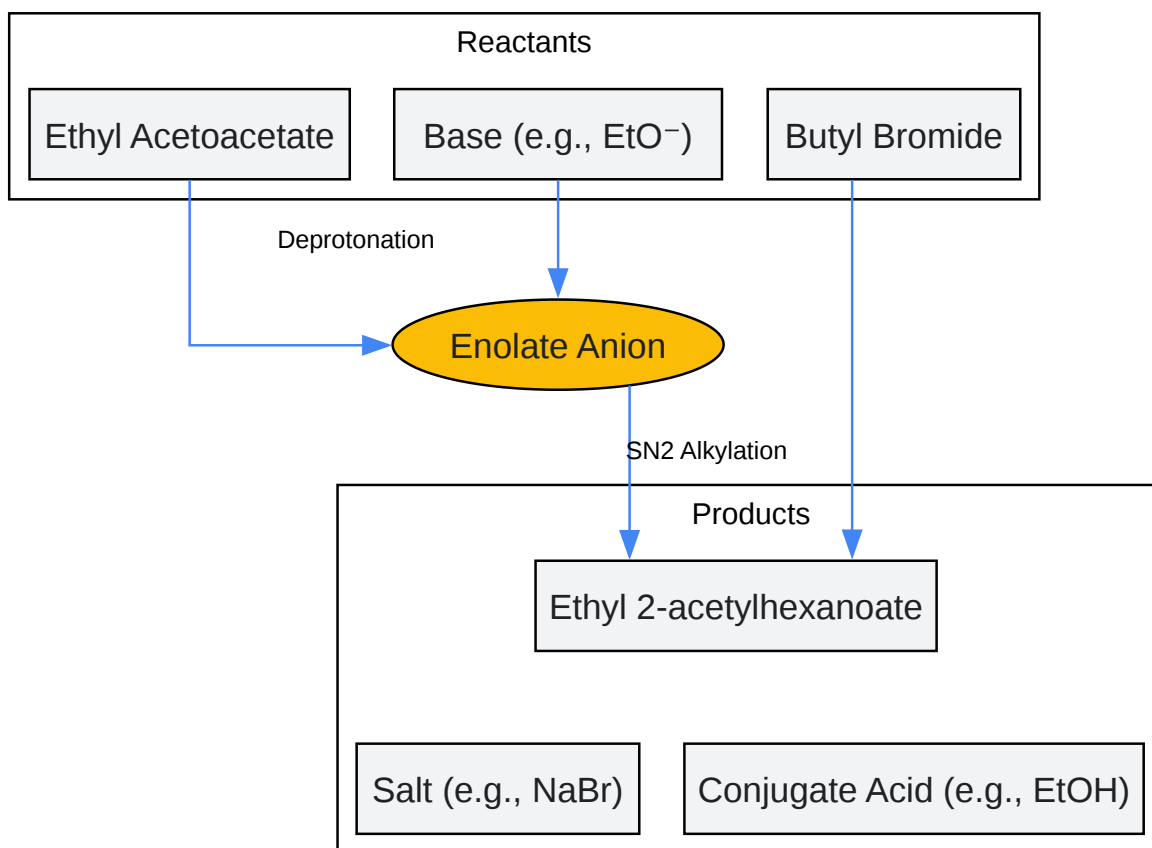 Reactants
Ethyl Acetoacetate
Base (e.g., EtO⁻)
Butyl Bromide
Deprotonation
Enolate Anion
SN2 Alkylation
Products
Ethyl 2-acetylhexanoate
Salt (e.g., NaBr)
Conjugate Acid (e.g., EtOH)